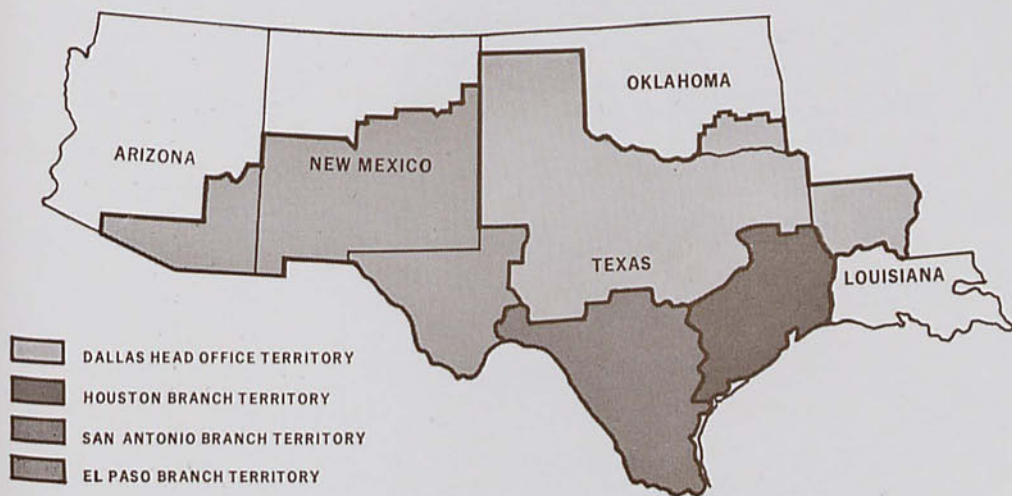 OKLAHOMA
ARIZONA
NEW MEXICO
TEXAS
LOUISIANA
DALLAS HEAD OFFICE TERRITORY
HOUSTON BRANCH TERRITORY
SAN ANTONIO BRANCH TERRITORY
EL PASO BRANCH TERRITORY